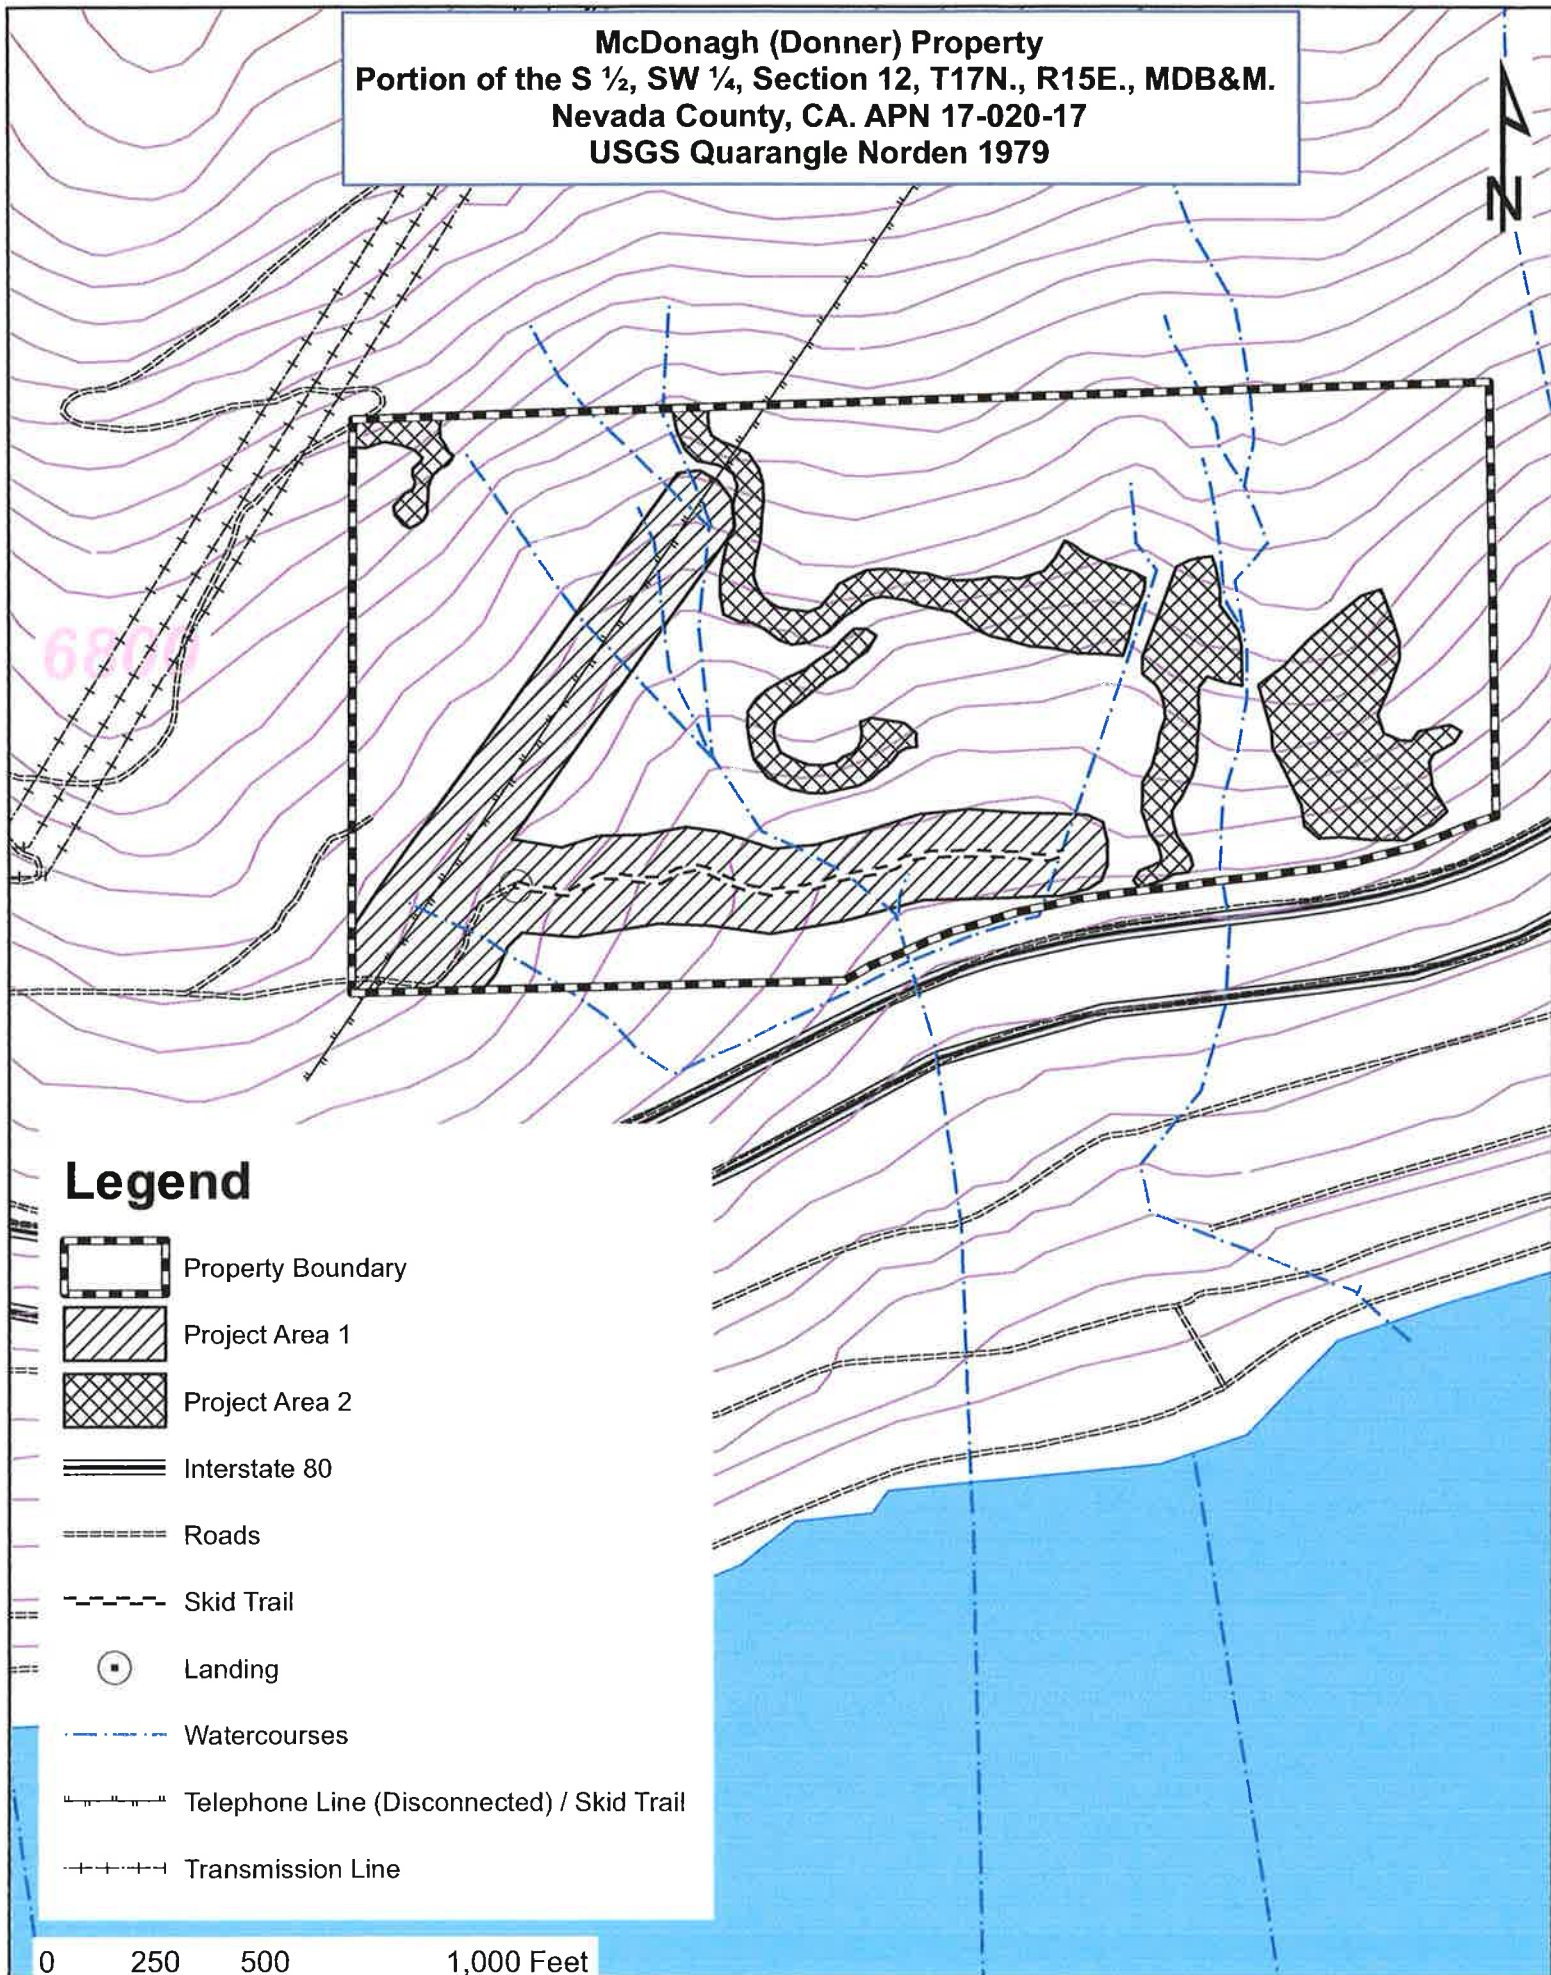 McDonagh (Donner) Property
Portion of the S ½, SW ¼, Section 12, T17N., R15E., MDB&M.
Nevada County, CA. APN 17-020-17
USGS Quarangle Norden 1979
N
6800
Legend
Property Boundary
Project Area 1
Project Area 2
Interstate 80
Roads
Skid Trail
Landing
Watercourses
Telephone Line (Disconnected) / Skid Trail
Transmission Line
0 250 500 1,000 Feet